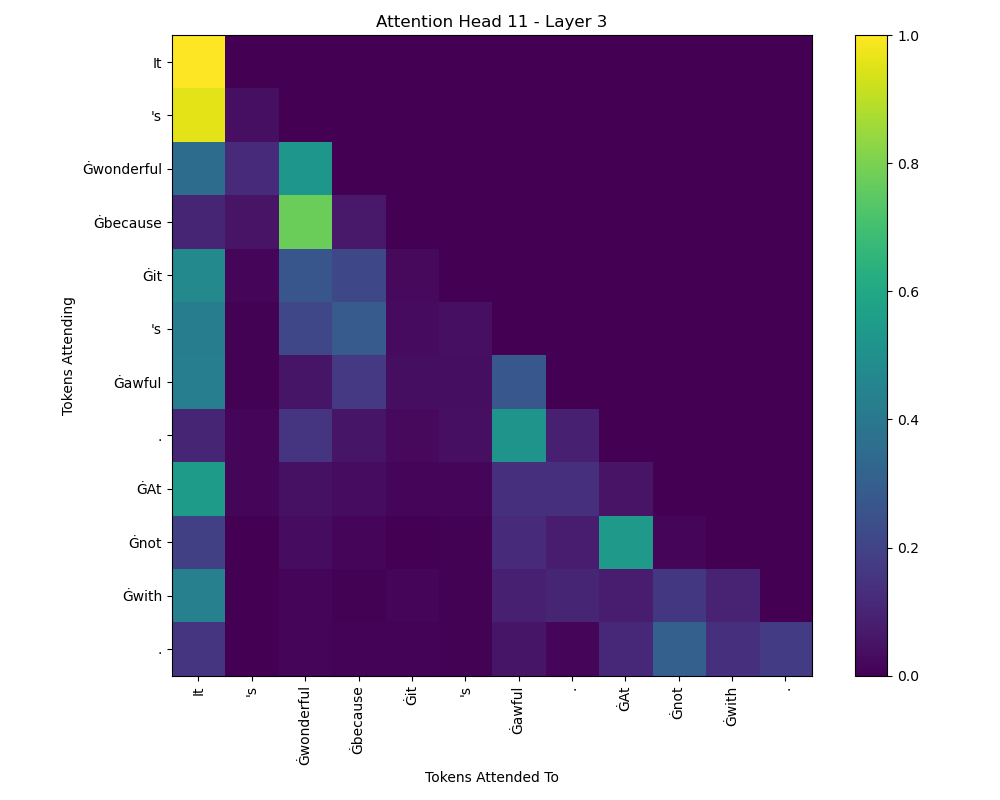 Attention Head 11 - Layer 3
It
's
Ġwonderful
Ġbecause
Ġit
's
Ġawful
.
ĠAt
Ġnot
Ġwith
.
Tokens Attending
It
's
Ġwonderful
Ġbecause
Ġit
's
Ġawful
.
ĠAt
Ġnot
Ġwith
.
Tokens Attended To
1.0
0.8
0.6
0.4
0.2
0.0